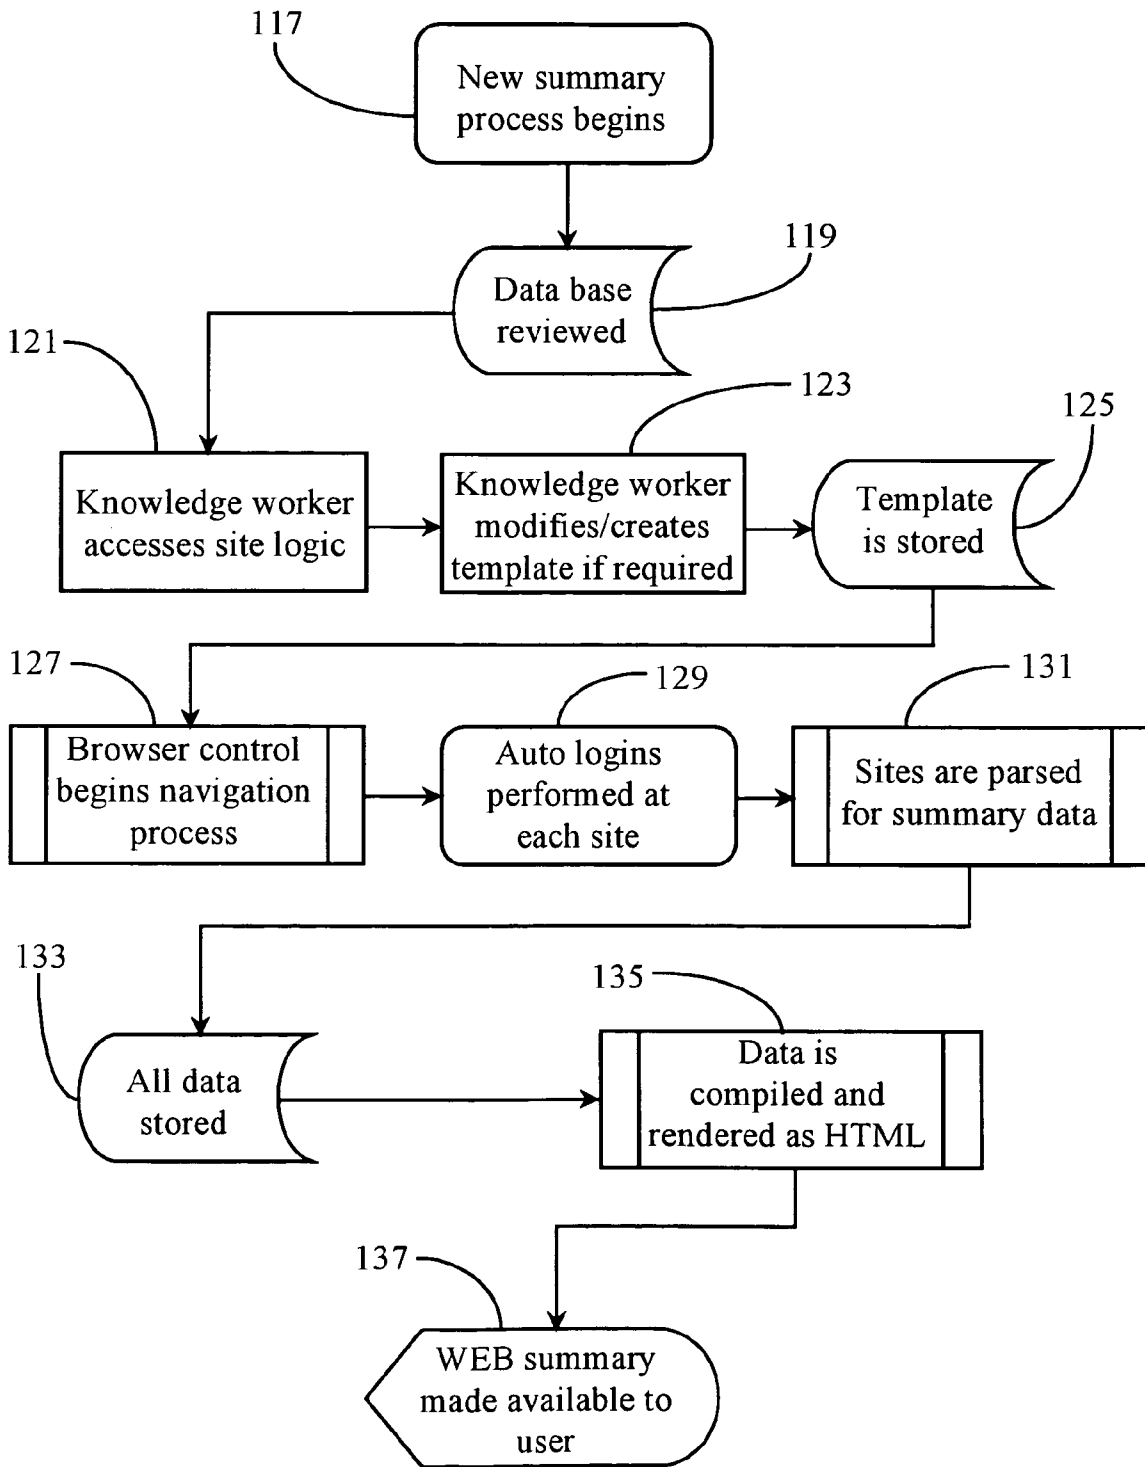 117
New summary
process begins
119
Data base
reviewed
121
Knowledge worker
accesses site logic
123
Knowledge worker
modifies/creates
template if required
125
Template
is stored
127
Browser control
begins navigation
process
129
Auto logins
performed at
each site
131
Sites are parsed
for summary data
133
All data
stored
135
Data is
compiled and
rendered as HTML
137
WEB summary
made available to
user